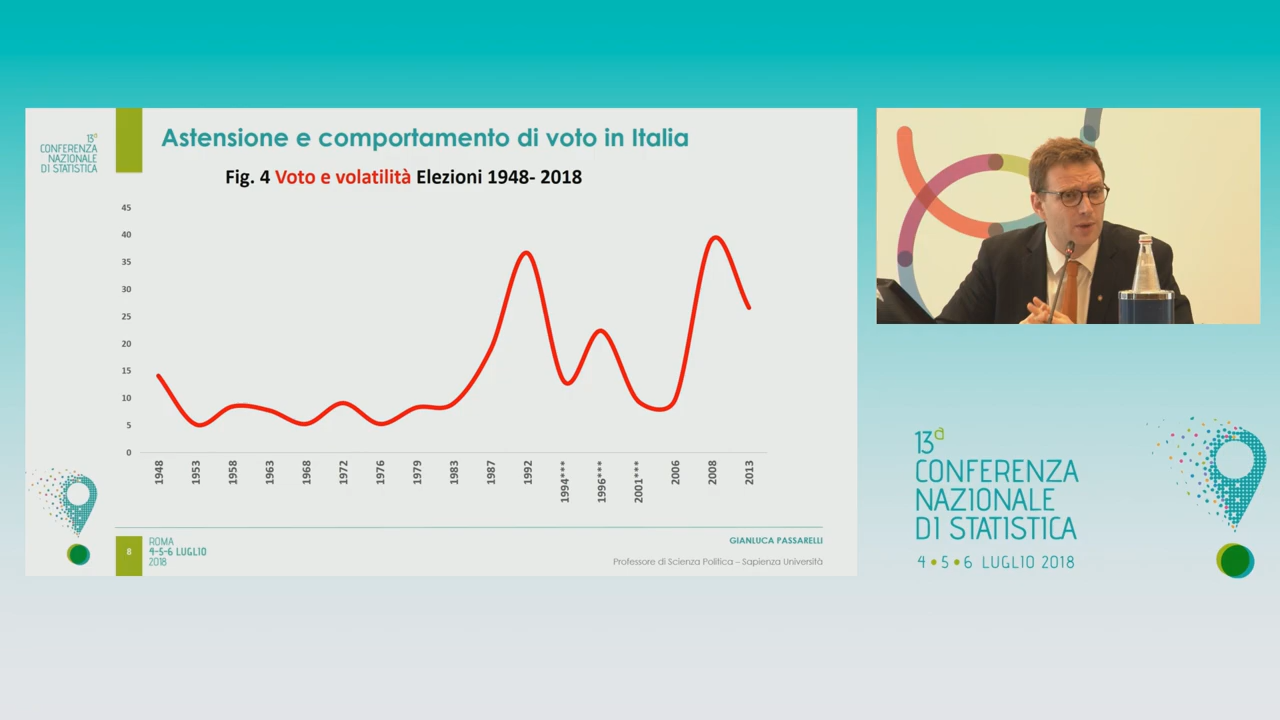 13ª
CONFERENZA
NAZIONALE
DI STATISTICA
Astensione e comportamento di voto in Italia
Fig. 4 Voto e volatilità Elezioni 1948- 2018
45
40
35
30
25
20
15
10
5
0
1948
1953
1958
1963
1968
1972
1976
1979
1983
1987
1992
1994***
1996***
2001***
2006
2008
2013
8
ROMA
4-5-6 LUGLIO
2018
GIANLUCA PASSARELLI
Professore di Scienza Politica – Sapienza Università
13ª
CONFERENZA
NAZIONALE
DI STATISTICA
4 • 5 • 6 LUGLIO 2018